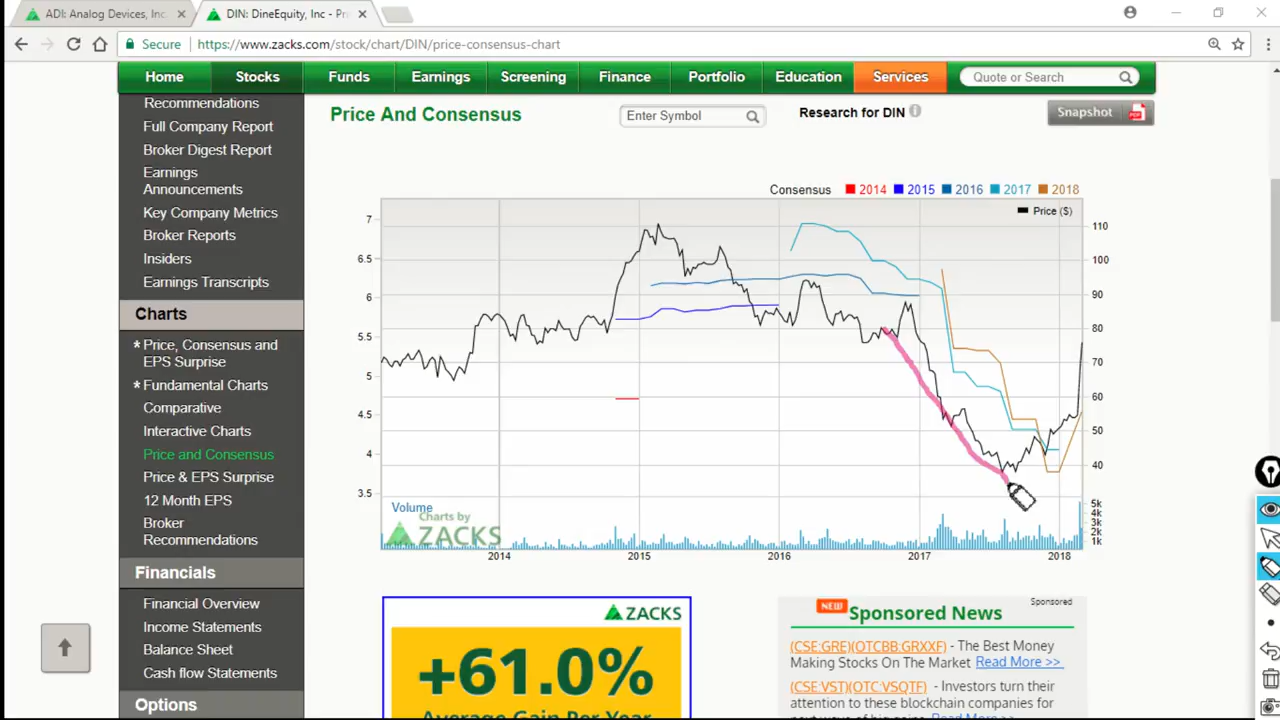 ADI: Analog Devices, Inc.
DIN: DineEquity, Inc - Pri
Secure
https://www.zacks.com/stock/chart/DIN/price-consensus-chart
Home Stocks Funds Earnings Screening Finance Portfolio Education Services Quote or Search
Recommendations
Full Company Report
Broker Digest Report
Earnings
Announcements
Key Company Metrics
Broker Reports
Insiders
Earnings Transcripts
Charts
* Price, Consensus and
EPS Surprise
* Fundamental Charts
Comparative
Interactive Charts
Price and Consensus
Price & EPS Surprise
12 Month EPS
Broker
Recommendations
Financials
Financial Overview
Income Statements
Balance Sheet
Cash flow Statements
Options
Price And Consensus
Enter Symbol
Research for DIN
Snapshot
PDF
Consensus 2014 2015 2016 2017 2018
Price ($)
7
6.5
6
5.5
5
4.5
4
3.5
110
100
90
80
70
60
50
40
5k
4k
3k
2k
1k
Volume
Charts by
ZACKS
2014 2015 2016 2017 2018
ZACKS
+61.0%
Average Gain Per Year
Sponsored
NEW
Sponsored News
(CSE:GRE)(OTCBB:GRXXF) - The Best Money
Making Stocks On The Market Read More >>
(CSE:VST)(OTC:VSQTF) - Investors turn their
attention to these blockchain companies for